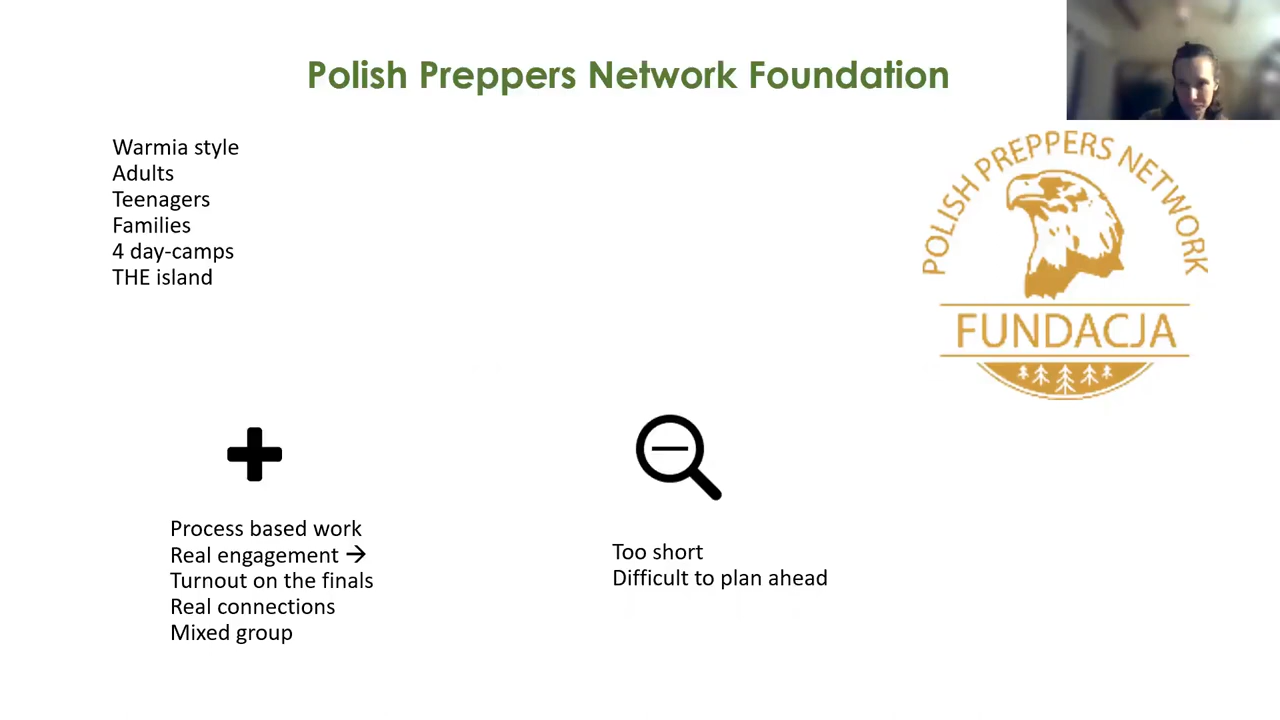 Polish Preppers Network Foundation
Warmia style
Adults
Teenagers
Families
4 day-camps
THE island
POLISH PREPPERS NETWORK
FUNDACJA
Process based work
Real engagement →
Turnout on the finals
Real connections
Mixed group
Too short
Difficult to plan ahead